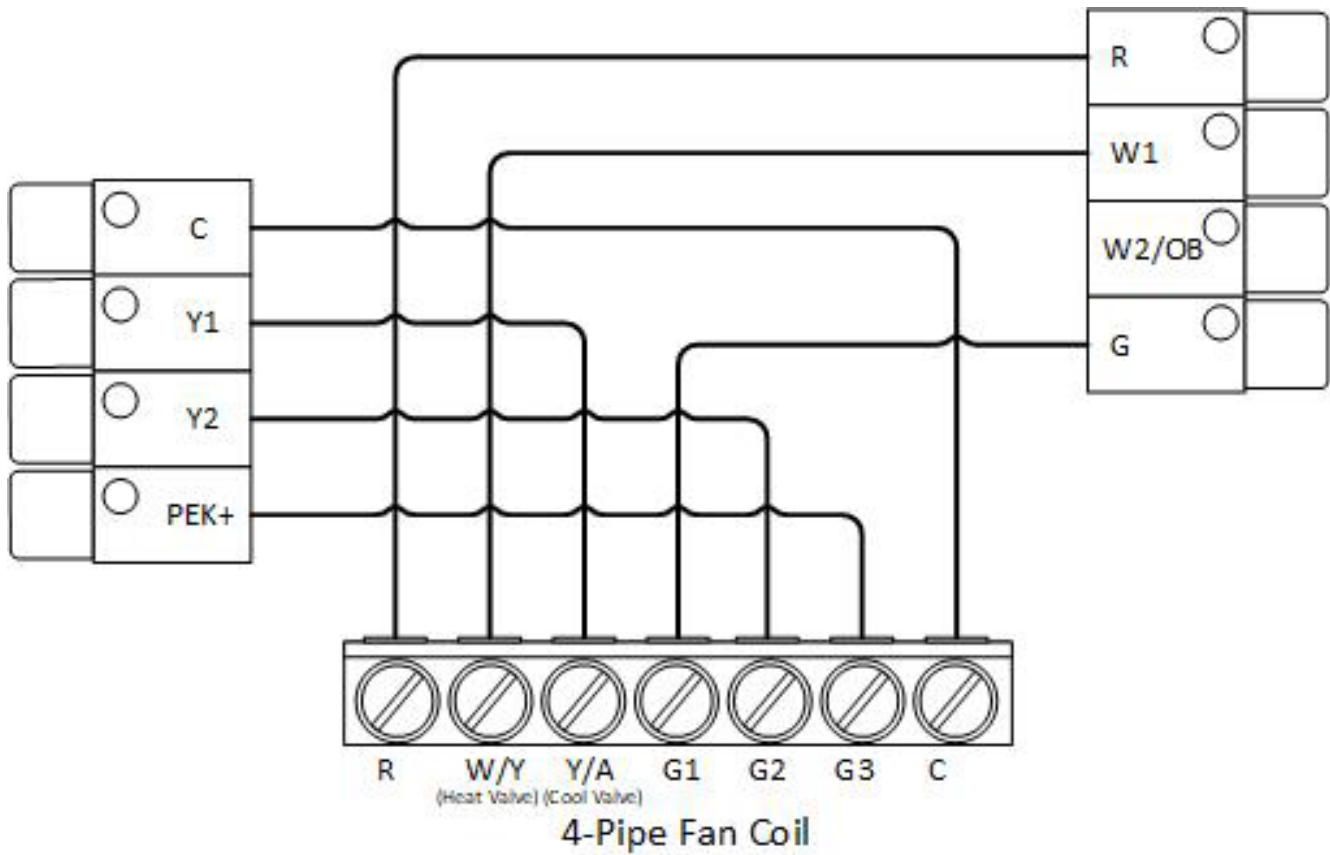 R
W1
W2/OB
G
C
Y1
Y2
PEK+
R W/Y Y/A G1 G2 G3 C
(Heat Valve) (Cool Valve)
4-Pipe Fan Coil